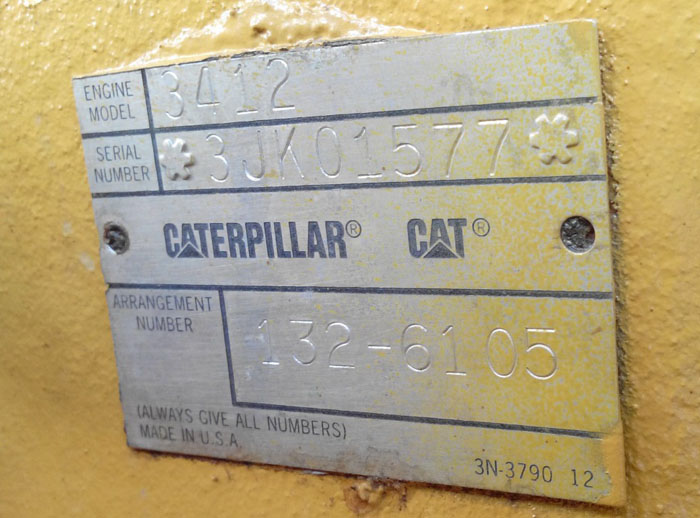 ENGINE MODEL 3412
SERIAL NUMBER *3JK01577*
CATERPILLAR® CAT®
ARRANGEMENT NUMBER 132-6105
(ALWAYS GIVE ALL NUMBERS)
MADE IN U.S.A.
3N-3790 12